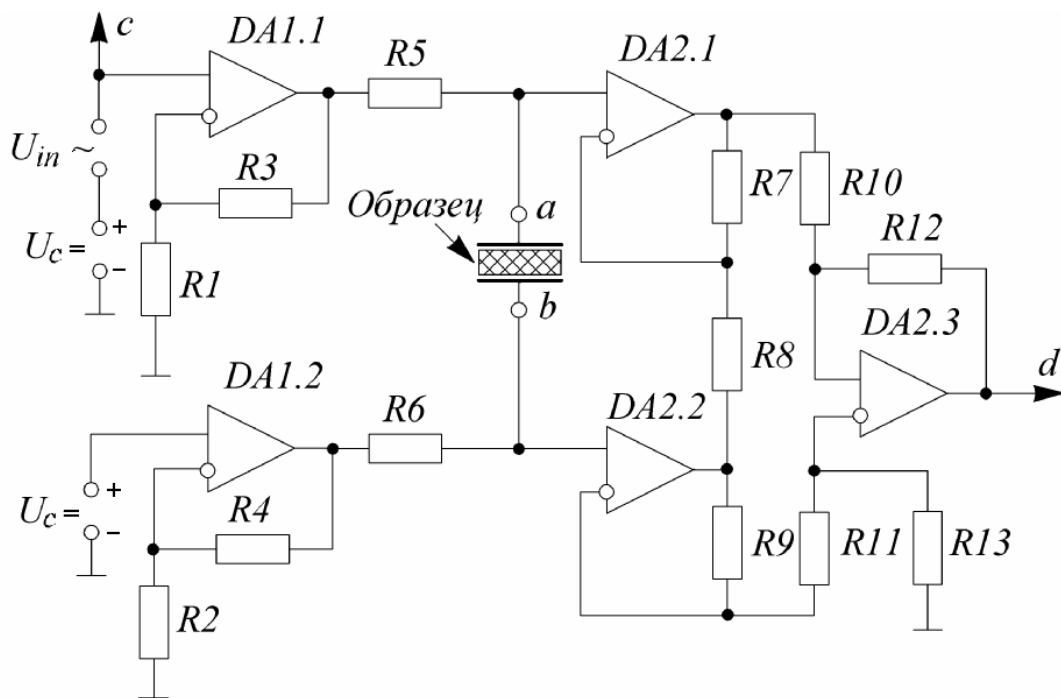 c
DA1.1
R5
DA2.1
U_in ~
R3
R7
R10
Образец
a
R12
U_c =
+
-
R1
b
DA2.3
R8
d
DA1.2
R6
DA2.2
U_c =
+
-
R4
R9
R11
R13
R2